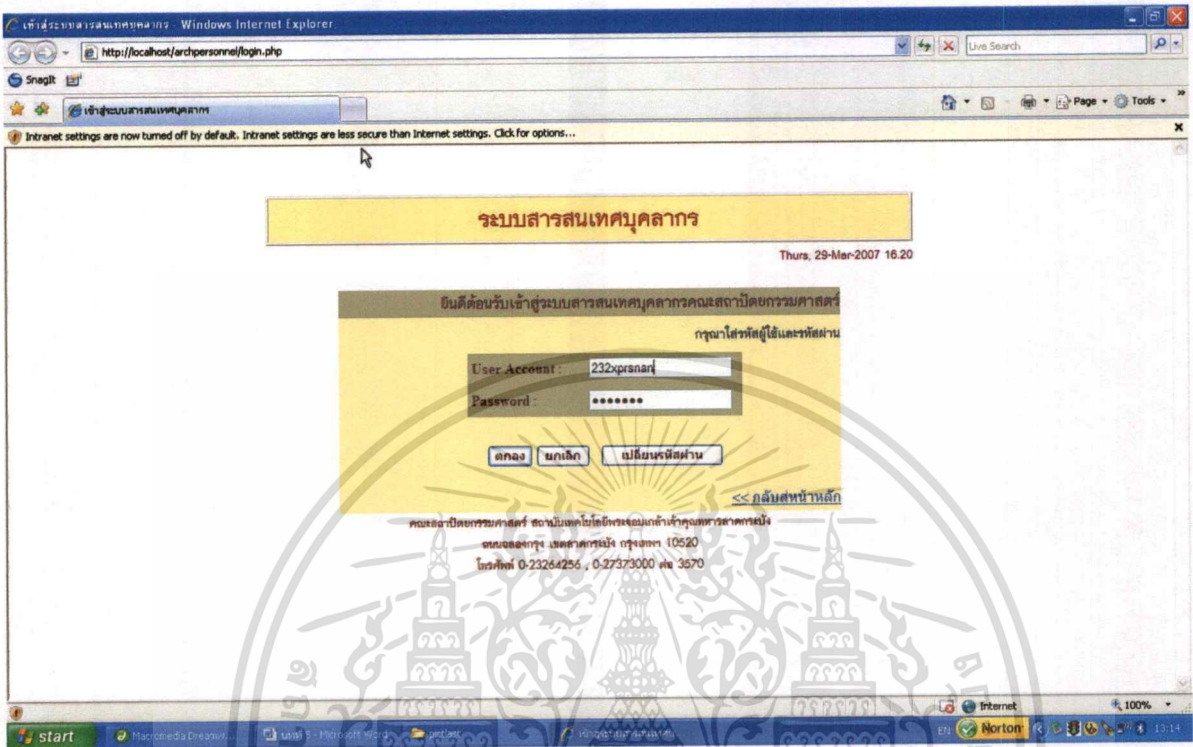 เข้าสู่ระบบสารสนเทศบุคลากร - Windows Internet Explorer
http://localhost/archpersonnel/login.php
Live Search
SnagIt
เข้าสู่ระบบสารสนเทศบุคลากร
Page Tools
Intranet settings are now turned off by default. Intranet settings are less secure than Internet settings. Click for options...
ระบบสารสนเทศบุคลากร
Thurs, 29-Mar-2007 16.20
ยินดีต้อนรับเข้าสู่ระบบสารสนเทศบุคลากรคณะสถาปัตยกรรมศาสตร์
กรุณาใส่รหัสผู้ใช้และรหัสผ่าน
User Account : 232xprsnan
Password : •••••••
ตกลง ยกเลิก เปลี่ยนรหัสผ่าน
<< กลับสู่หน้าหลัก
คณะสถาปัตยกรรมศาสตร์ สถาบันเทคโนโลยีพระจอมเกล้าเจ้าคุณทหารลาดกระบัง
ถนนฉลองกรุง เขตลาดกระบัง กรุงเทพฯ 10520
โทรศัพท์ 0-23264256 , 0-27373000 ต่อ 3570
Internet 100%
start Macromedia Dreamw... บทที่ 5 - Microsoft Word EN Norton 13:14